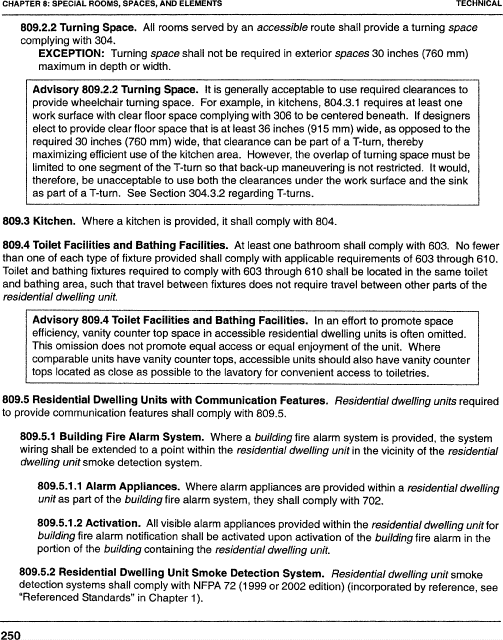 CHAPTER 8: SPECIAL ROOMS, SPACES, AND ELEMENTS TECHNICAL
809.2.2 Turning Space. All rooms served by an accessible route shall provide a turning space
complying with 304.
EXCEPTION: Turning space shall not be required in exterior spaces 30 inches (760 mm)
maximum in depth or width.
Advisory 809.2.2 Turning Space. It is generally acceptable to use required clearances to
provide wheelchair turning space. For example, in kitchens, 804.3.1 requires at least one
work surface with clear floor space complying with 306 to be centered beneath. If designers
elect to provide clear floor space that is at least 36 inches (915 mm) wide, as opposed to the
required 30 inches (760 mm) wide, that clearance can be part of a T-turn, thereby
maximizing efficient use of the kitchen area. However, the overlap of turning space must be
limited to one segment of the T-turn so that back-up maneuvering is not restricted. It would,
therefore, be unacceptable to use both the clearances under the work surface and the sink
as part of a T-turn. See Section 304.3.2 regarding T-turns.
809.3 Kitchen. Where a kitchen is provided, it shall comply with 804.
809.4 Toilet Facilities and Bathing Facilities. At least one bathroom shall comply with 603. No fewer
than one of each type of fixture provided shall comply with applicable requirements of 603 through 610.
Toilet and bathing fixtures required to comply with 603 through 610 shall be located in the same toilet
and bathing area, such that travel between fixtures does not require travel between other parts of the
residential dwelling unit.
Advisory 809.4 Toilet Facilities and Bathing Facilities. In an effort to promote space
efficiency, vanity counter top space in accessible residential dwelling units is often omitted.
This omission does not promote equal access or equal enjoyment of the unit. Where
comparable units have vanity counter tops, accessible units should also have vanity counter
tops located as close as possible to the lavatory for convenient access to toiletries.
809.5 Residential Dwelling Units with Communication Features. Residential dwelling units required
to provide communication features shall comply with 809.5.
809.5.1 Building Fire Alarm System. Where a building fire alarm system is provided, the system
wiring shall be extended to a point within the residential dwelling unit in the vicinity of the residential
dwelling unit smoke detection system.
809.5.1.1 Alarm Appliances. Where alarm appliances are provided within a residential dwelling
unit as part of the building fire alarm system, they shall comply with 702.
809.5.1.2 Activation. All visible alarm appliances provided within the residential dwelling unit for
building fire alarm notification shall be activated upon activation of the building fire alarm in the
portion of the building containing the residential dwelling unit.
809.5.2 Residential Dwelling Unit Smoke Detection System. Residential dwelling unit smoke
detection systems shall comply with NFPA 72 (1999 or 2002 edition) (incorporated by reference, see
"Referenced Standards" in Chapter 1).
250